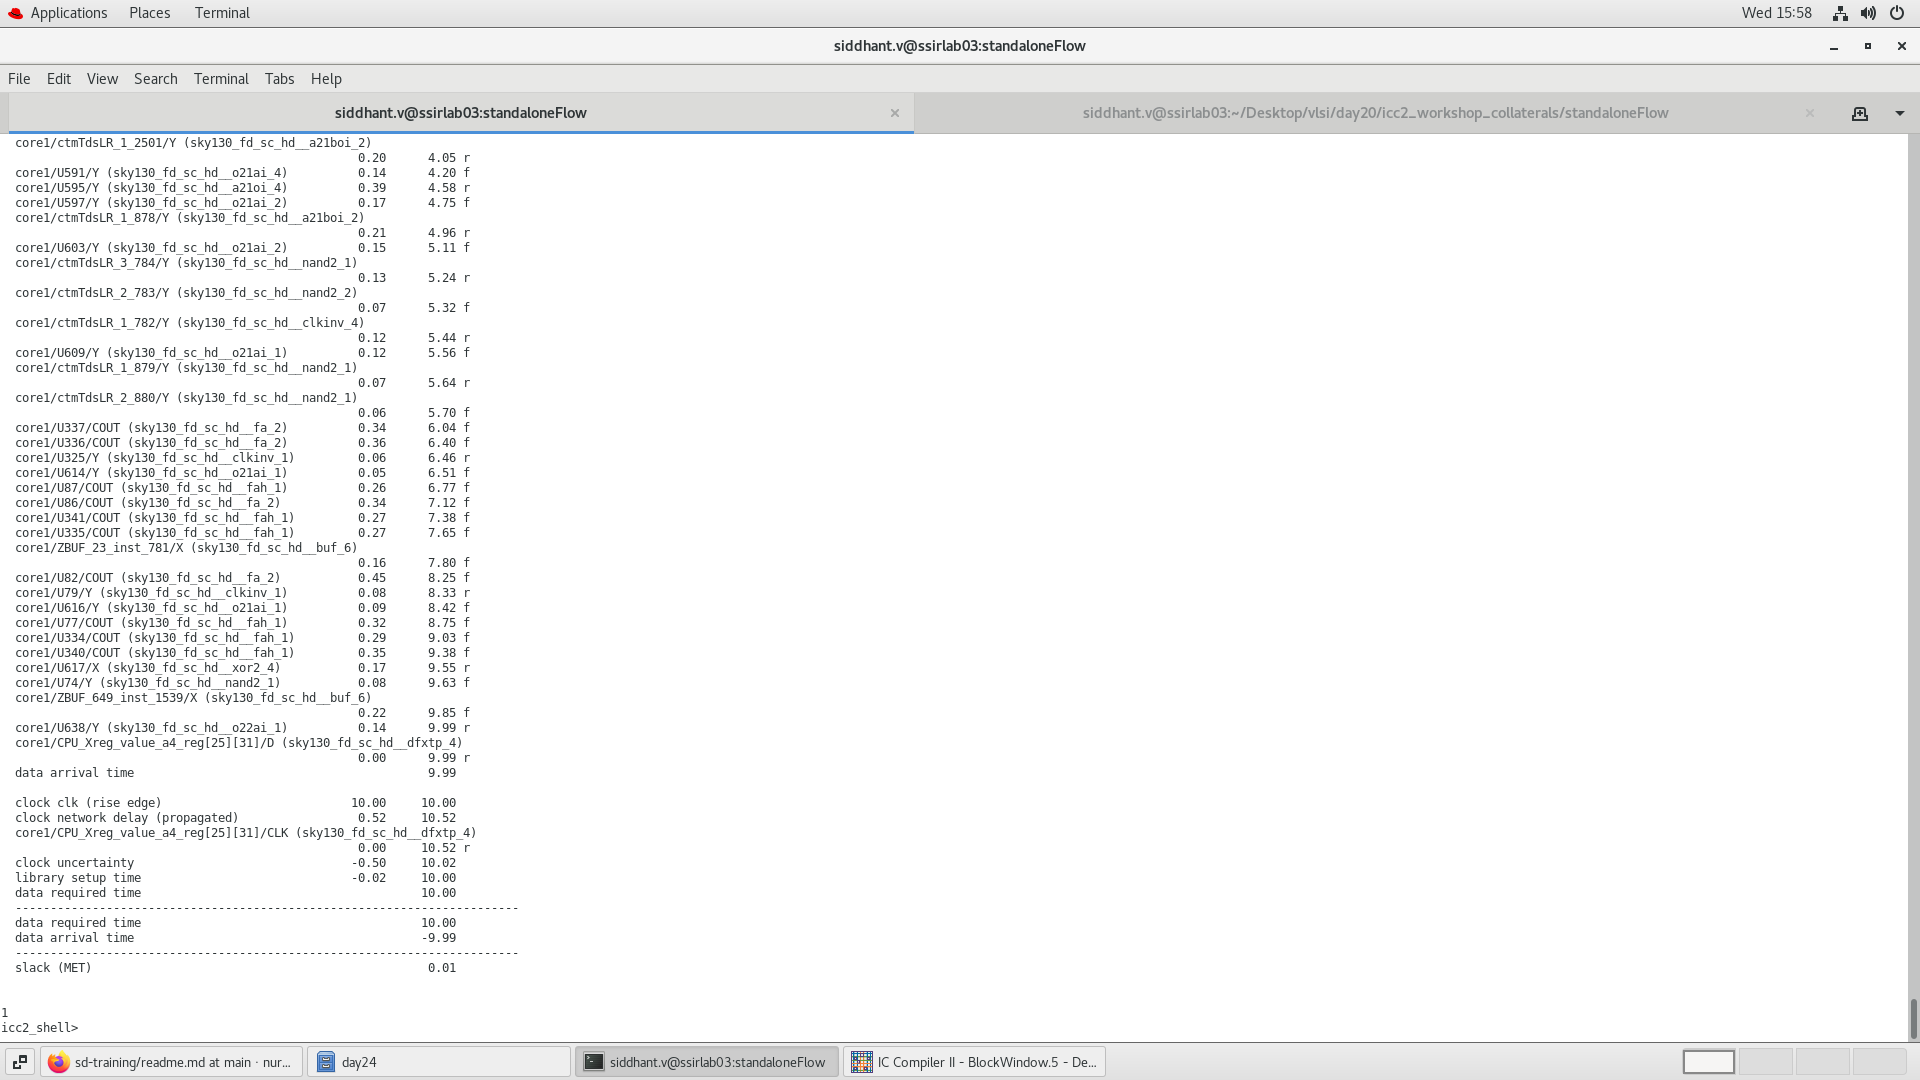 Applications Places Terminal Wed 15:58
siddhant.v@ssirlab03:standaloneFlow
File Edit View Search Terminal Tabs Help
siddhant.v@ssirlab03:standaloneFlow siddhant.v@ssirlab03:~/Desktop/vlsi/day20/icc2_workshop_collaterals/standaloneFlow
core1/ctmTdsLR_1_2501/Y (sky130_fd_sc_hd__a21boi_2)
0.20 4.05 r
core1/U591/Y (sky130_fd_sc_hd__o21ai_4) 0.14 4.20 f
core1/U595/Y (sky130_fd_sc_hd__a21oi_4) 0.39 4.58 r
core1/U597/Y (sky130_fd_sc_hd__o21ai_2) 0.17 4.75 f
core1/ctmTdsLR_1_878/Y (sky130_fd_sc_hd__a21boi_2)
0.21 4.96 r
core1/U603/Y (sky130_fd_sc_hd__o21ai_2) 0.15 5.11 f
core1/ctmTdsLR_3_784/Y (sky130_fd_sc_hd__nand2_1)
0.13 5.24 r
core1/ctmTdsLR_2_783/Y (sky130_fd_sc_hd__nand2_2)
0.07 5.32 f
core1/ctmTdsLR_1_782/Y (sky130_fd_sc_hd__clkinv_4)
0.12 5.44 r
core1/U609/Y (sky130_fd_sc_hd__o21ai_1) 0.12 5.56 f
core1/ctmTdsLR_1_879/Y (sky130_fd_sc_hd__nand2_1)
0.07 5.64 r
core1/ctmTdsLR_2_880/Y (sky130_fd_sc_hd__nand2_1)
0.06 5.70 f
core1/U337/COUT (sky130_fd_sc_hd__fa_2) 0.34 6.04 f
core1/U336/COUT (sky130_fd_sc_hd__fa_2) 0.36 6.40 f
core1/U325/Y (sky130_fd_sc_hd__clkinv_1) 0.06 6.46 r
core1/U614/Y (sky130_fd_sc_hd__o21ai_1) 0.05 6.51 f
core1/U87/COUT (sky130_fd_sc_hd__fah_1) 0.26 6.77 f
core1/U86/COUT (sky130_fd_sc_hd__fa_2) 0.34 7.12 f
core1/U341/COUT (sky130_fd_sc_hd__fah_1) 0.27 7.38 f
core1/U335/COUT (sky130_fd_sc_hd__fah_1) 0.27 7.65 f
core1/ZBUF_23_inst_781/X (sky130_fd_sc_hd__buf_6)
0.16 7.80 f
core1/U82/COUT (sky130_fd_sc_hd__fa_2) 0.45 8.25 f
core1/U79/Y (sky130_fd_sc_hd__clkinv_1) 0.08 8.33 r
core1/U616/Y (sky130_fd_sc_hd__o21ai_1) 0.09 8.42 f
core1/U77/COUT (sky130_fd_sc_hd__fah_1) 0.32 8.75 f
core1/U334/COUT (sky130_fd_sc_hd__fah_1) 0.29 9.03 f
core1/U340/COUT (sky130_fd_sc_hd__fah_1) 0.35 9.38 f
core1/U617/X (sky130_fd_sc_hd__xor2_4) 0.17 9.55 r
core1/U74/Y (sky130_fd_sc_hd__nand2_1) 0.08 9.63 f
core1/ZBUF_649_inst_1539/X (sky130_fd_sc_hd__buf_6)
0.22 9.85 f
core1/U638/Y (sky130_fd_sc_hd__o22ai_1) 0.14 9.99 r
core1/CPU_Xreg_value_a4_reg[25][31]/D (sky130_fd_sc_hd__dfxtp_4)
0.00 9.99 r
data arrival time 9.99
clock clk (rise edge) 10.00 10.00
clock network delay (propagated) 0.52 10.52
core1/CPU_Xreg_value_a4_reg[25][31]/CLK (sky130_fd_sc_hd__dfxtp_4)
0.00 10.52 r
clock uncertainty -0.50 10.02
library setup time -0.02 10.00
data required time 10.00
------------------------------------------------------------------------
data required time 10.00
data arrival time -9.99
------------------------------------------------------------------------
slack (MET) 0.01
1
icc2_shell>
sd-training/readme.md at main · nur... day24 siddhant.v@ssirlab03:standaloneFlow IC Compiler II - BlockWindow.5 - De...